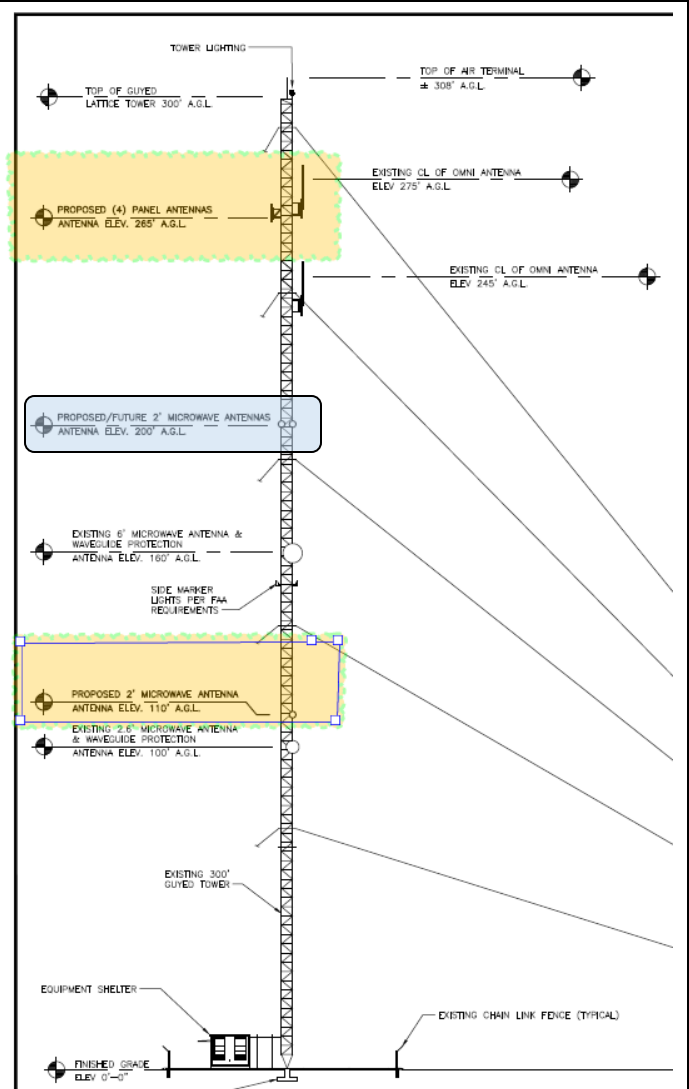 TOWER LIGHTING
TOP OF AIR TERMINAL
± 308' A.G.L.
TOP OF GUYED
LATTICE TOWER 300' A.G.L.
EXISTING CL OF OMNI ANTENNA
ELEV 275' A.G.L.
PROPOSED (4) PANEL ANTENNAS
ANTENNA ELEV. 265' A.G.L.
EXISTING CL OF OMNI ANTENNA
ELEV 245' A.G.L.
PROPOSED/FUTURE 2' MICROWAVE ANTENNAS
ANTENNA ELEV. 200' A.G.L.
EXISTING 6' MICROWAVE ANTENNA &
WAVEGUIDE PROTECTION
ANTENNA ELEV. 160' A.G.L.
SIDE MARKER
LIGHTS PER FAA
REQUIREMENTS
PROPOSED 2' MICROWAVE ANTENNA
ANTENNA ELEV. 110' A.G.L.
EXISTING 2.6' MICROWAVE ANTENNA
& WAVEGUIDE PROTECTION
ANTENNA ELEV. 100' A.G.L.
EXISTING 300'
GUYED TOWER
EQUIPMENT SHELTER
EXISTING CHAIN LINK FENCE (TYPICAL)
FINISHED GRADE
ELEV 0'-0"